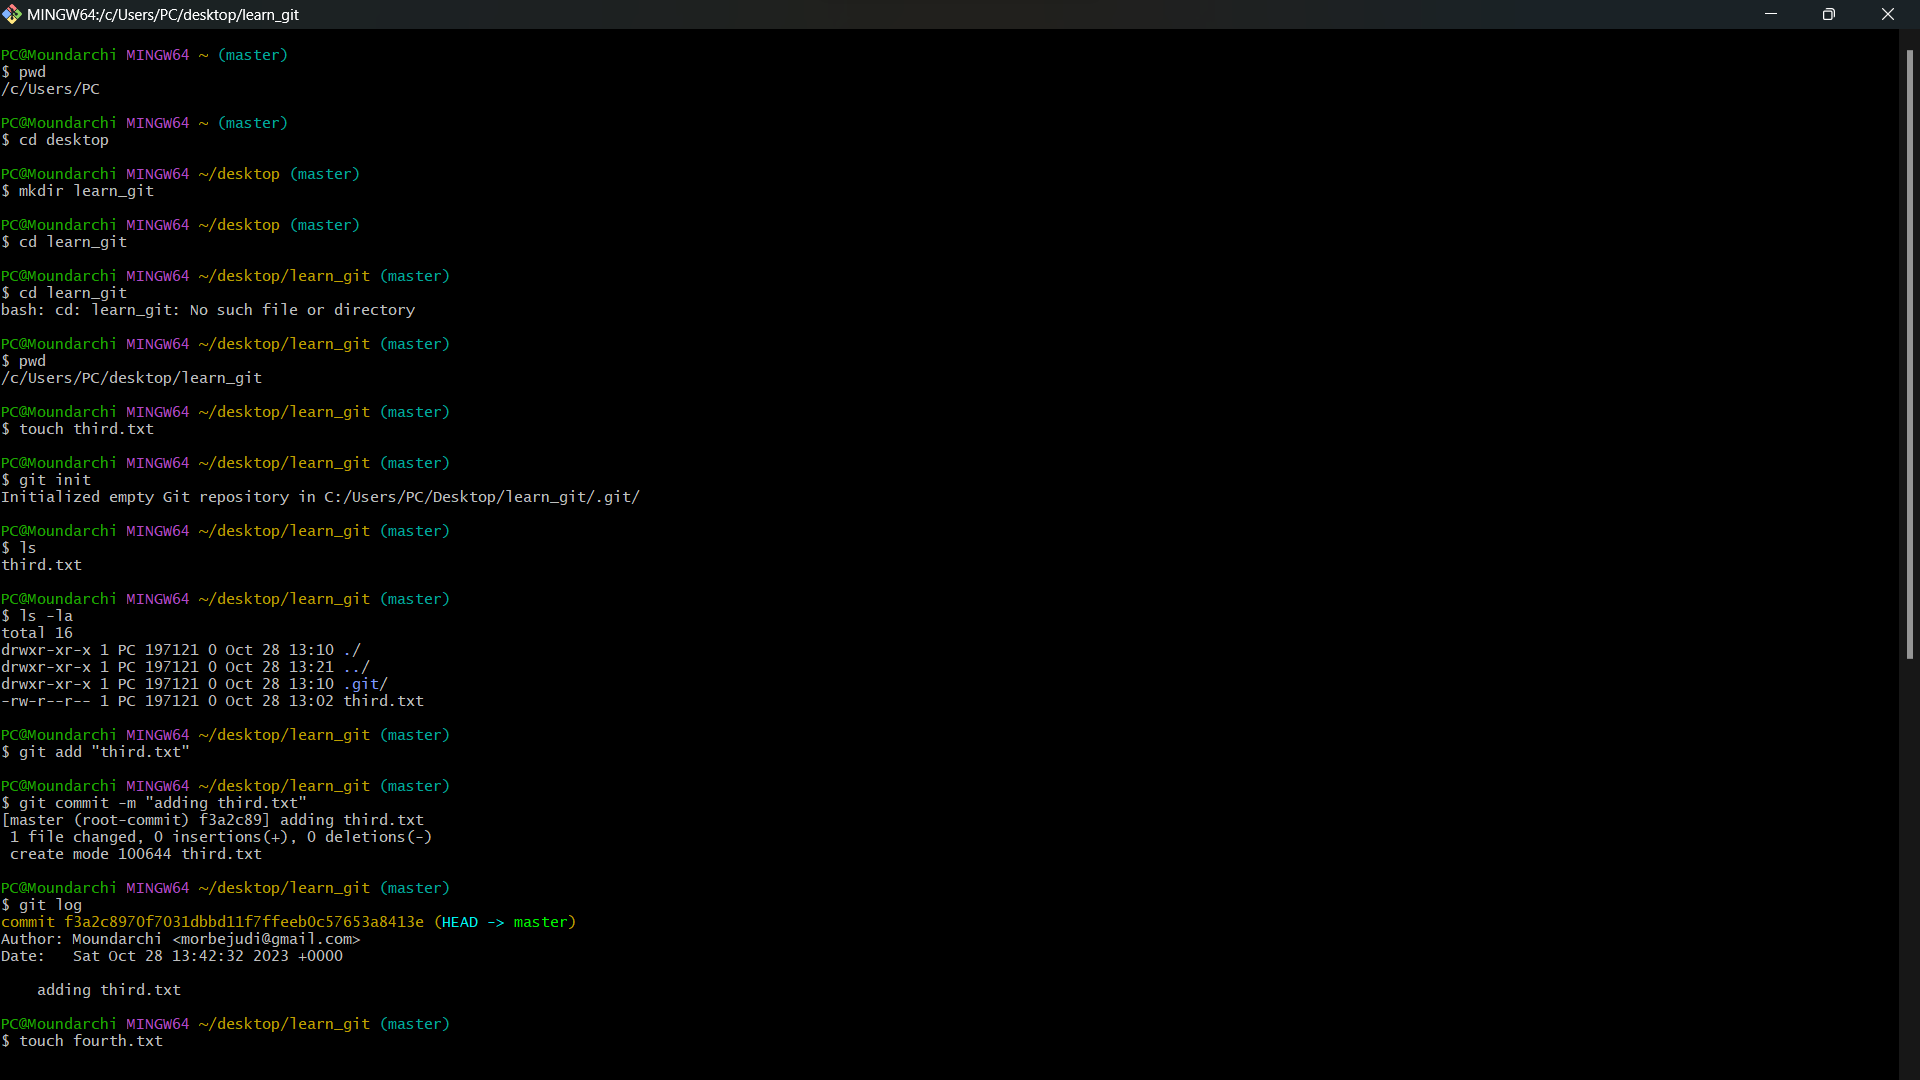 MINGW64:/c/Users/PC/desktop/learn_git
PC@Moundarchi MINGW64 ~ (master)
$ pwd
/c/Users/PC
PC@Moundarchi MINGW64 ~ (master)
$ cd desktop
PC@Moundarchi MINGW64 ~/desktop (master)
$ mkdir learn_git
PC@Moundarchi MINGW64 ~/desktop (master)
$ cd learn_git
PC@Moundarchi MINGW64 ~/desktop/learn_git (master)
$ cd learn_git
bash: cd: learn_git: No such file or directory
PC@Moundarchi MINGW64 ~/desktop/learn_git (master)
$ pwd
/c/Users/PC/desktop/learn_git
PC@Moundarchi MINGW64 ~/desktop/learn_git (master)
$ touch third.txt
PC@Moundarchi MINGW64 ~/desktop/learn_git (master)
$ git init
Initialized empty Git repository in C:/Users/PC/Desktop/learn_git/.git/
PC@Moundarchi MINGW64 ~/desktop/learn_git (master)
$ ls
third.txt
PC@Moundarchi MINGW64 ~/desktop/learn_git (master)
$ ls -la
total 16
drwxr-xr-x 1 PC 197121 0 Oct 28 13:10 ./
drwxr-xr-x 1 PC 197121 0 Oct 28 13:21 ../
drwxr-xr-x 1 PC 197121 0 Oct 28 13:10 .git/
-rw-r--r-- 1 PC 197121 0 Oct 28 13:02 third.txt
PC@Moundarchi MINGW64 ~/desktop/learn_git (master)
$ git add "third.txt"
PC@Moundarchi MINGW64 ~/desktop/learn_git (master)
$ git commit -m "adding third.txt"
[master (root-commit) f3a2c89] adding third.txt
 1 file changed, 0 insertions(+), 0 deletions(-)
 create mode 100644 third.txt
PC@Moundarchi MINGW64 ~/desktop/learn_git (master)
$ git log
commit f3a2c8970f7031dbbd11f7ffeeb0c57653a8413e (HEAD -> master)
Author: Moundarchi <morbejudi@gmail.com>
Date:   Sat Oct 28 13:42:32 2023 +0000
    adding third.txt
PC@Moundarchi MINGW64 ~/desktop/learn_git (master)
$ touch fourth.txt